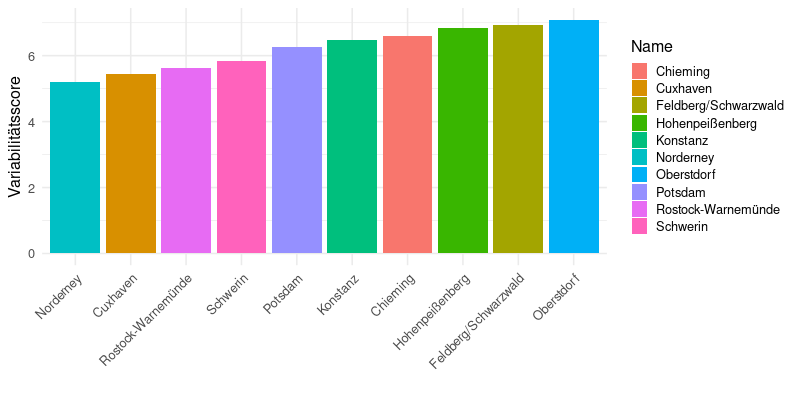 Variabilitätsscore
6
4
2
0
Norderney
Cuxhaven
Rostock-Warnemünde
Schwerin
Potsdam
Konstanz
Chieming
Hohenpeißenberg
Feldberg/Schwarzwald
Oberstdorf
Name
Chieming
Cuxhaven
Feldberg/Schwarzwald
Hohenpeißenberg
Konstanz
Norderney
Oberstdorf
Potsdam
Rostock-Warnemünde
Schwerin